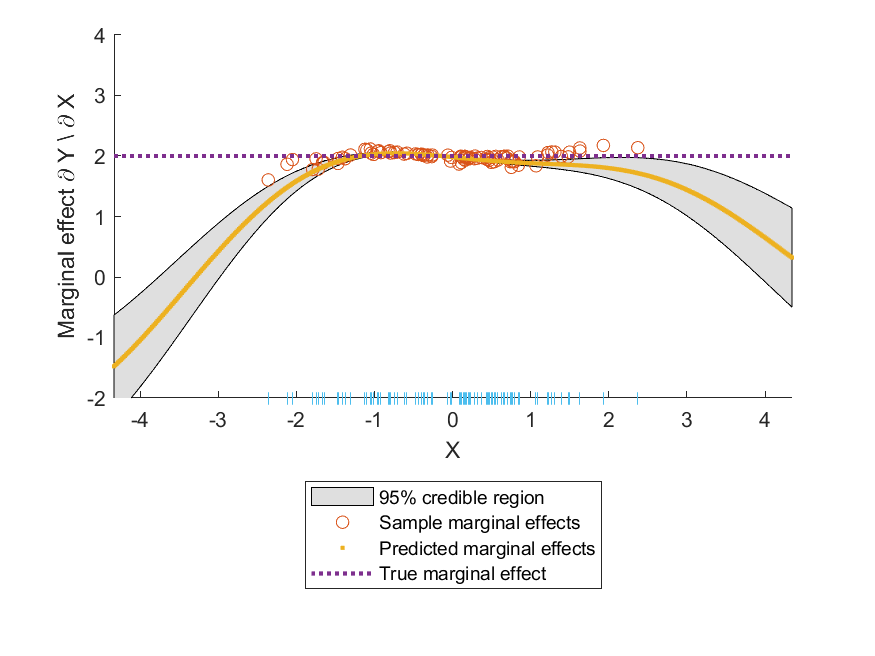 4
3
2
1
0
-1
-2
Marginal effect ∂ Y \ ∂ X
-4 -3 -2 -1 0 1 2 3 4
X
95% credible region
Sample marginal effects
Predicted marginal effects
True marginal effect